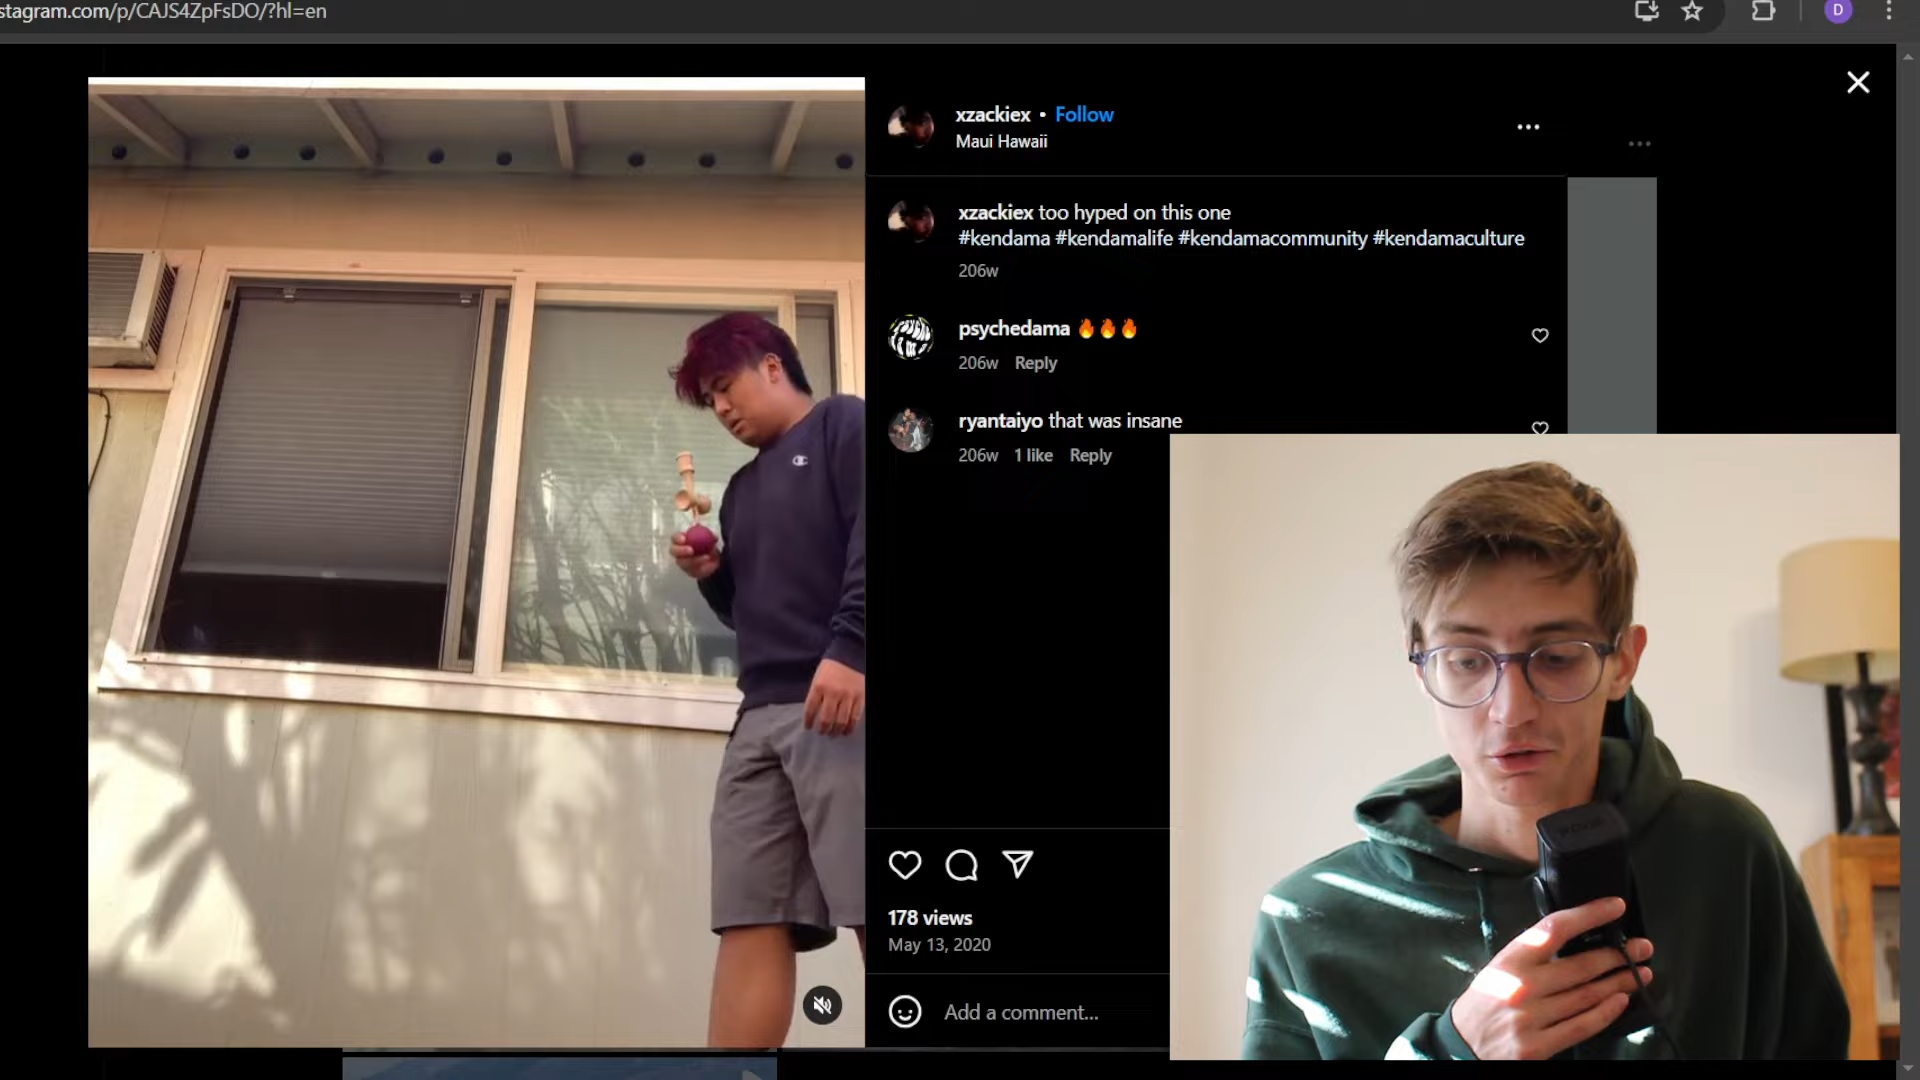 stagram.com/p/CAJS4ZpFsDO/?hl=en
D
xzackiex • Follow
Maui Hawaii
xzackiex too hyped on this one
#kendama #kendamalife #kendamacommunity #kendamaculture
206w
psychedama 🔥🔥🔥
206w Reply
ryantaiyo that was insane
206w 1 like Reply
178 views
May 13, 2020
Add a comment...